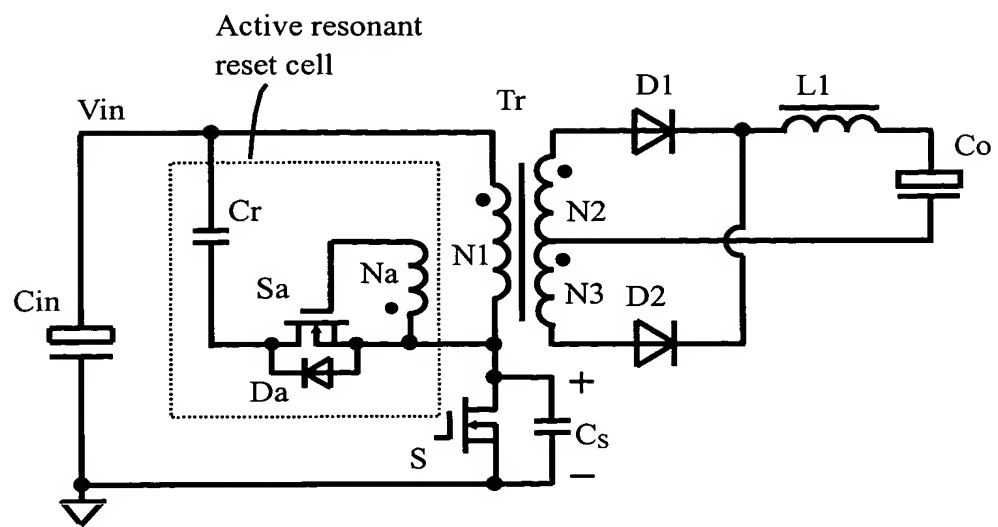 Active resonant
reset cell
Vin
Tr
D1
L1
Co
Cr
N2
Na
N1
Sa
Cin
N3
D2
Da
+
S
Cs
−